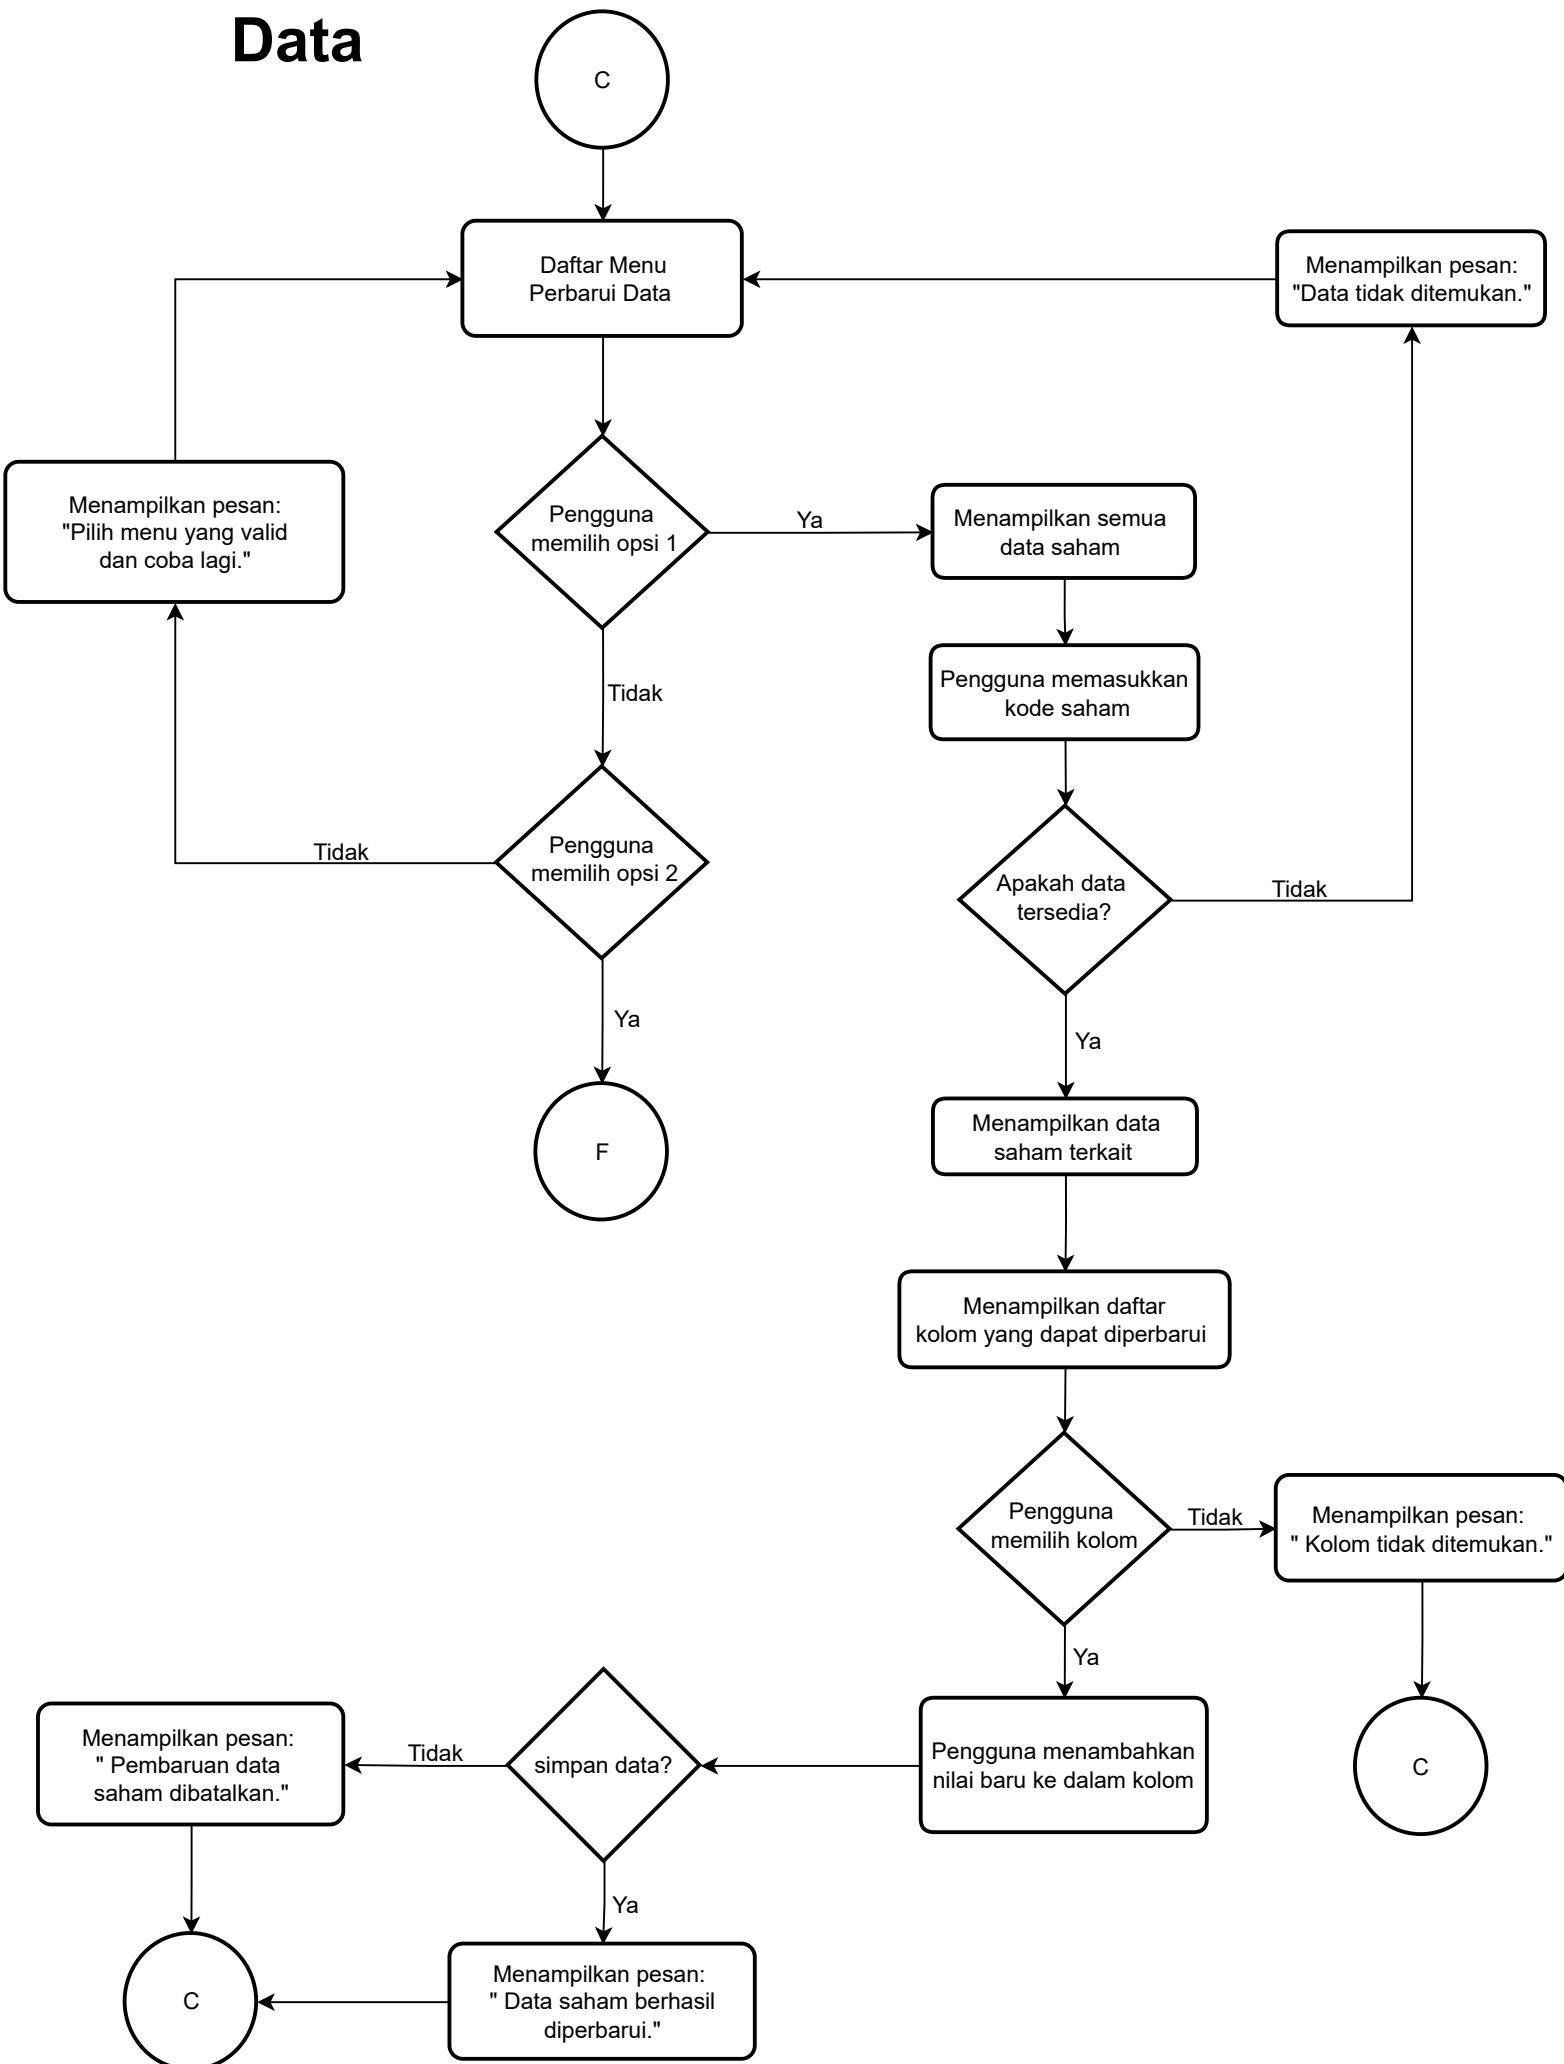 Data
C
Daftar Menu
Perbarui Data
Menampilkan pesan:
"Data tidak ditemukan."
Menampilkan pesan:
"Pilih menu yang valid
dan coba lagi."
Pengguna
memilih opsi 1
Ya
Menampilkan semua
data saham
Tidak
Pengguna memasukkan
kode saham
Tidak
Pengguna
memilih opsi 2
Apakah data
tersedia?
Tidak
Ya
Ya
F
Menampilkan data
saham terkait
Menampilkan daftar
kolom yang dapat diperbarui
Pengguna
memilih kolom
Tidak
Menampilkan pesan:
" Kolom tidak ditemukan."
Ya
Menampilkan pesan:
" Pembaruan data
saham dibatalkan."
Tidak
simpan data?
Pengguna menambahkan
nilai baru ke dalam kolom
C
Ya
C
Menampilkan pesan:
" Data saham berhasil
diperbarui."